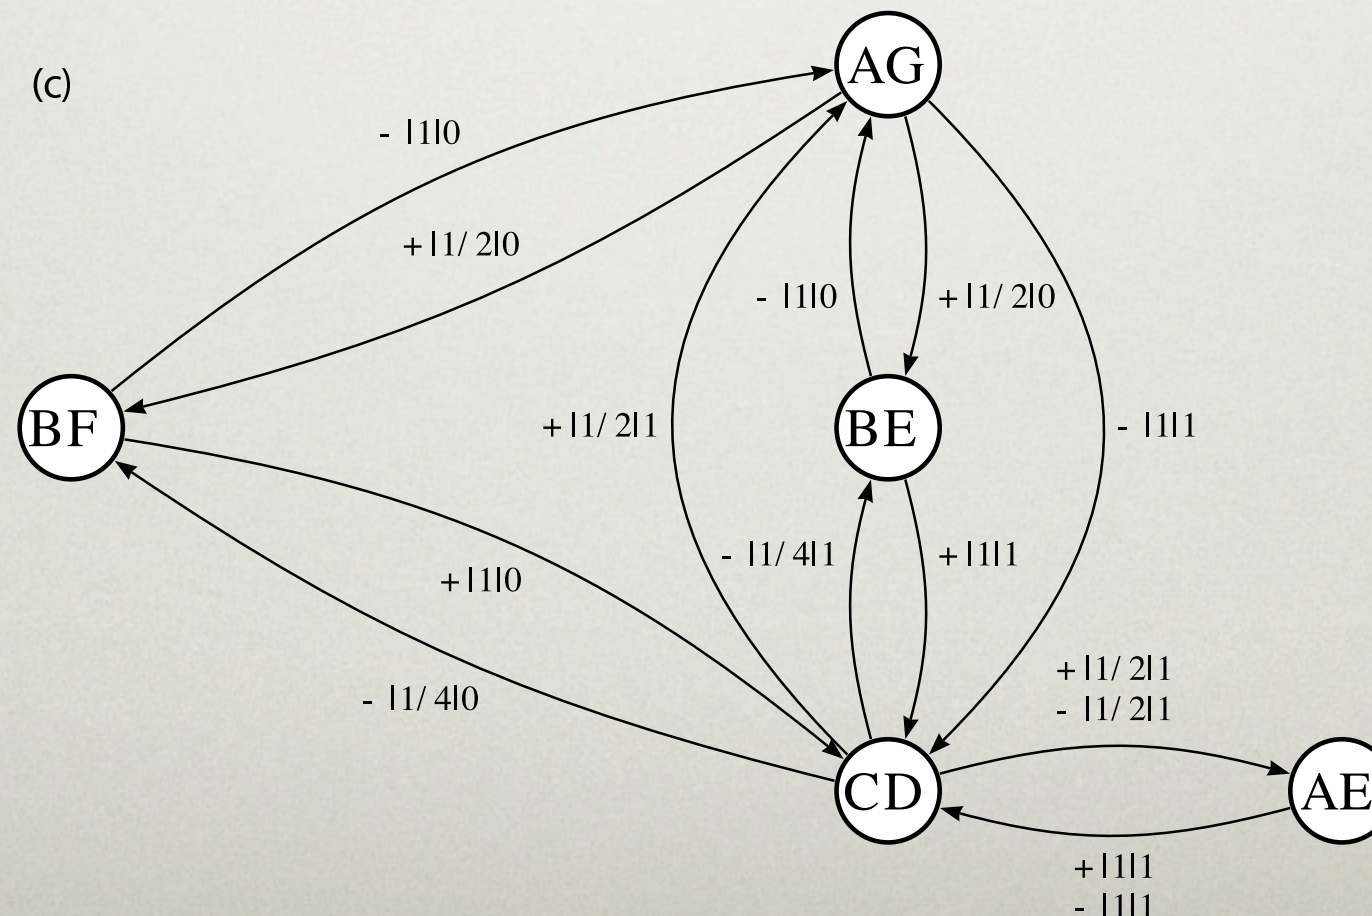 (c)
AG
- |1|0
+ |1/ 2|0
- |1|0
+ |1/ 2|0
BF
+ |1/ 2|1
BE
- |1|1
- |1/ 4|1
+ |1|1
+ |1|0
- |1/ 4|0
+ |1/ 2|1
- |1/ 2|1
CD
AE
+ |1|1
- |1|1